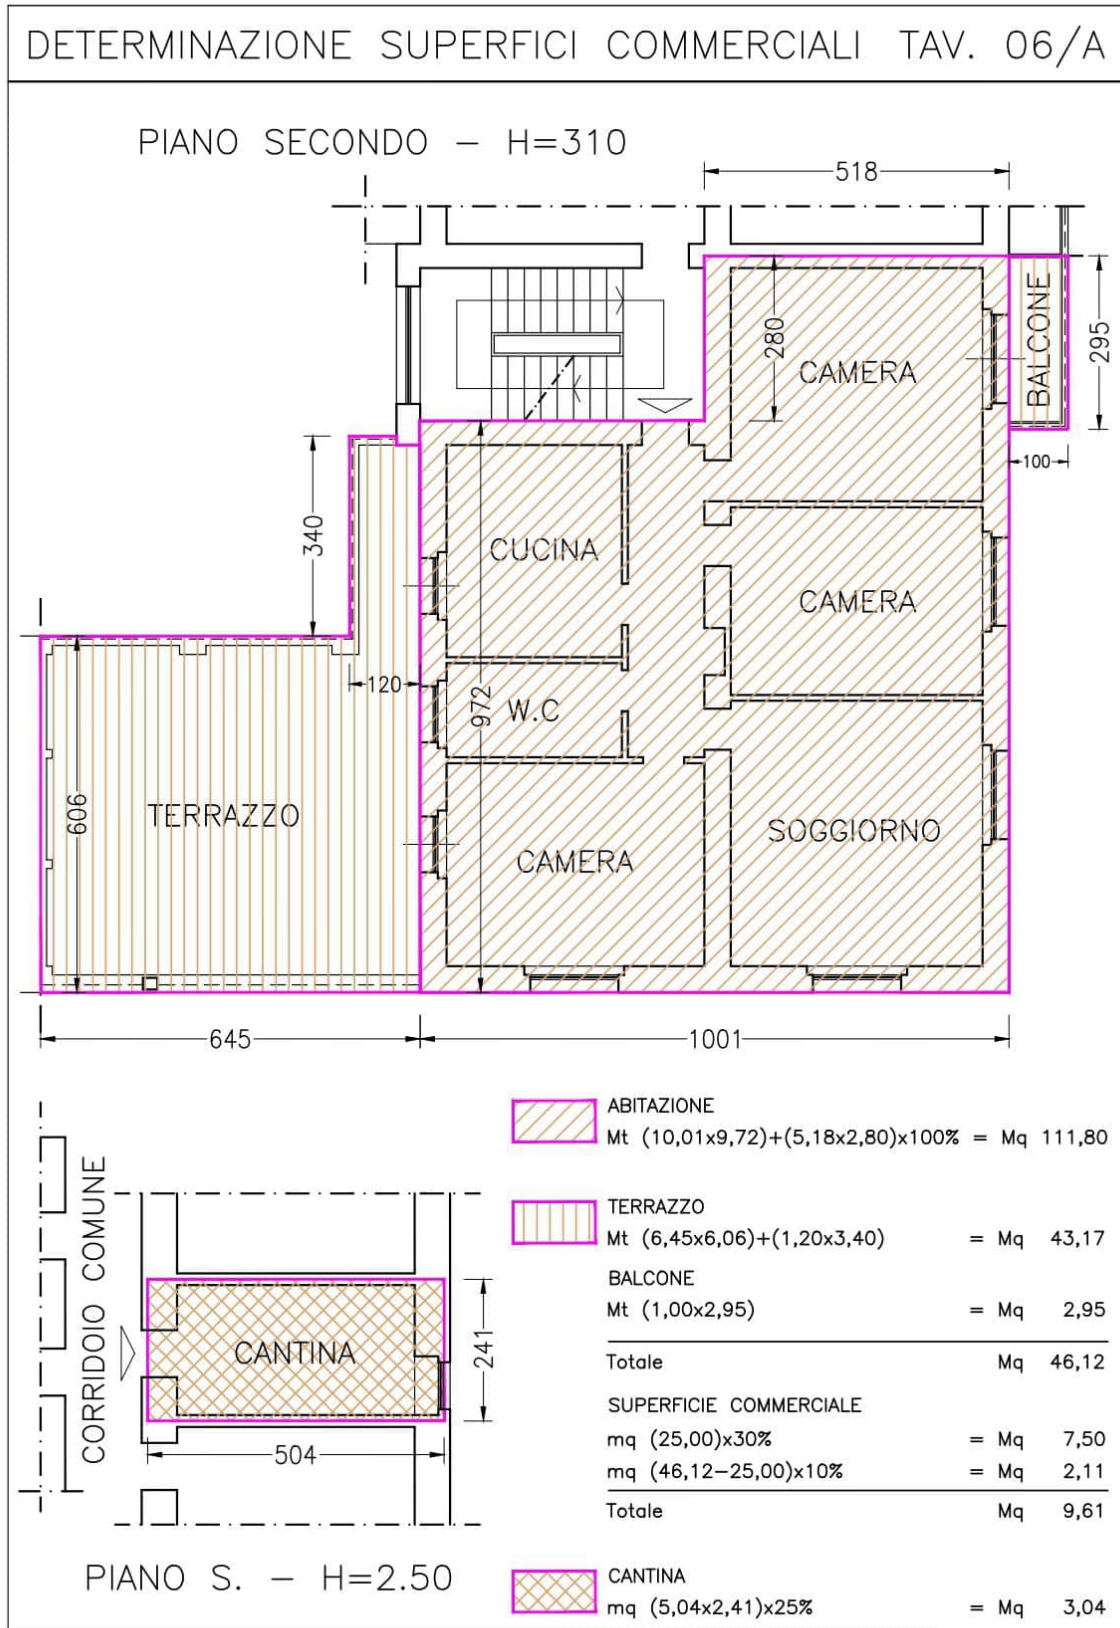 DETERMINAZIONE SUPERFICI COMMERCIALI TAV. 06/A
PIANO SECONDO - H=310
518
280
CAMERA
BALCONE
295
100
340
CUCINA
CAMERA
120
972
W.C
606
TERRAZZO
CAMERA
SOGGIORNO
645
1001
CORRIDOIO COMUNE
CANTINA
241
504
PIANO S. - H=2.50
ABITAZIONE
Mt (10,01x9,72)+(5,18x2,80)x100% = Mq 111,80
TERRAZZO
Mt (6,45x6,06)+(1,20x3,40) = Mq 43,17
BALCONE
Mt (1,00x2,95) = Mq 2,95
Totale Mq 46,12
SUPERFICIE COMMERCIALE
mq (25,00)x30% = Mq 7,50
mq (46,12-25,00)x10% = Mq 2,11
Totale Mq 9,61
CANTINA
mq (5,04x2,41)x25% = Mq 3,04